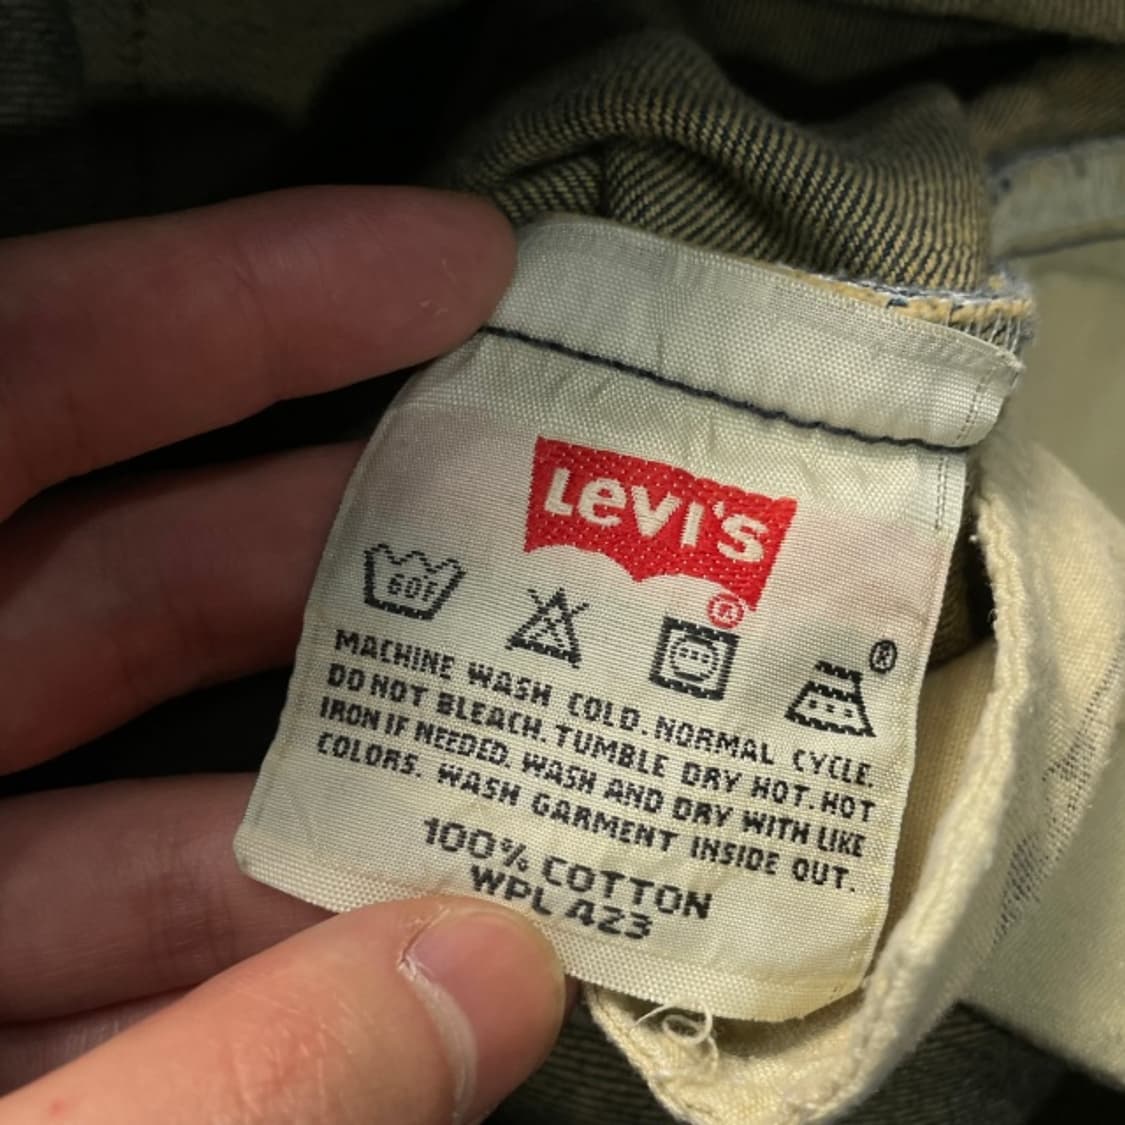 Levi's
®
60F
®
MACHINE WASH COLD. NORMAL CYCLE.
DO NOT BLEACH. TUMBLE DRY HOT. HOT
IRON IF NEEDED. WASH AND DRY WITH LIKE
COLORS. WASH GARMENT INSIDE OUT.
100% COTTON
WPL 423